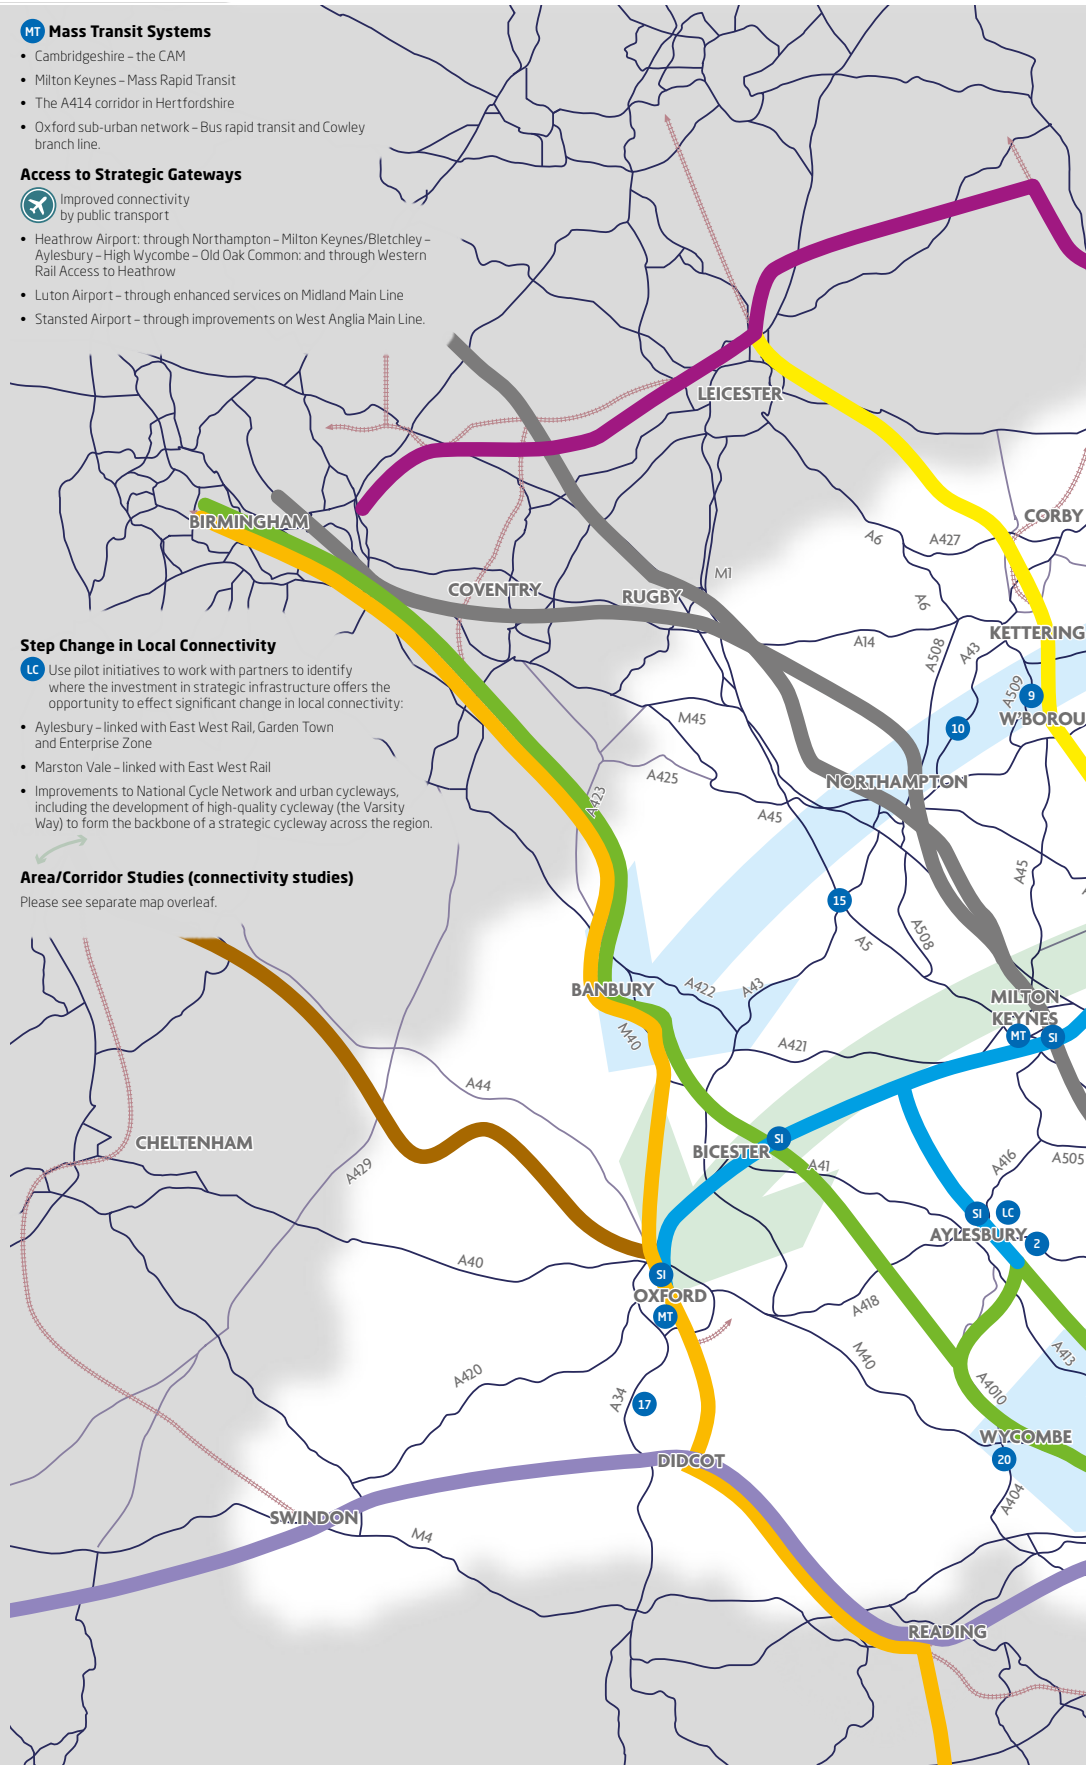 MT Mass Transit Systems
• Cambridgeshire – the CAM
• Milton Keynes – Mass Rapid Transit
• The A414 corridor in Hertfordshire
• Oxford sub-urban network – Bus rapid transit and Cowley
branch line.
Access to Strategic Gateways
Improved connectivity
by public transport
• Heathrow Airport: through Northampton – Milton Keynes/Bletchley –
Aylesbury – High Wycombe – Old Oak Common: and through Western
Rail Access to Heathrow
• Luton Airport – through enhanced services on Midland Main Line
• Stansted Airport – through improvements on West Anglia Main Line.
LEICESTER
BIRMINGHAM
CORBY
A6
A427
M1
COVENTRY
RUGBY
A6
KETTERING
A14
A508
A43
Step Change in Local Connectivity
LC Use pilot initiatives to work with partners to identify
where the investment in strategic infrastructure offers the
opportunity to effect significant change in local connectivity:
• Aylesbury – linked with East West Rail, Garden Town
and Enterprise Zone
• Marston Vale – linked with East West Rail
• Improvements to National Cycle Network and urban cycleways,
including the development of high-quality cycleway (the Varsity
Way) to form the backbone of a strategic cycleway across the region.
Area/Corridor Studies (connectivity studies)
Please see separate map overleaf.
A509
9
W'BOROU
M45
10
A425
NORTHAMPTON
A423
A45
A45
15
A5
A508
BANBURY
A422
A43
MILTON
KEYNES
MT
SI
M40
A421
A44
CHELTENHAM
SI
BICESTER
A41
A416
A505
A429
SI
LC
AYLESBURY
2
A40
SI
OXFORD
MT
A418
M40
A413
A420
A34
17
A4010
WYCOMBE
20
DIDCOT
A404
SWINDON
M4
READING